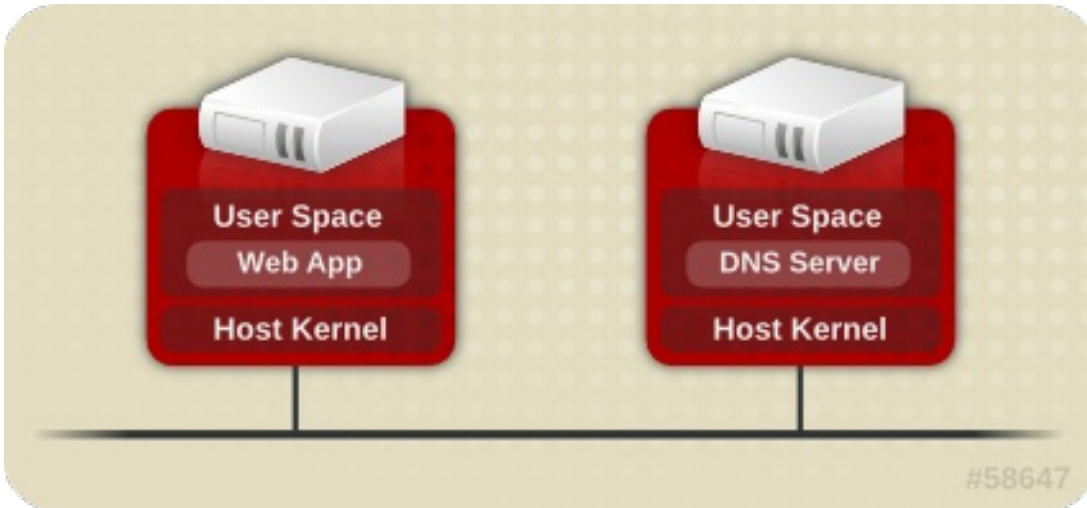 User Space
Web App
Host Kernel
User Space
DNS Server
Host Kernel
#58647